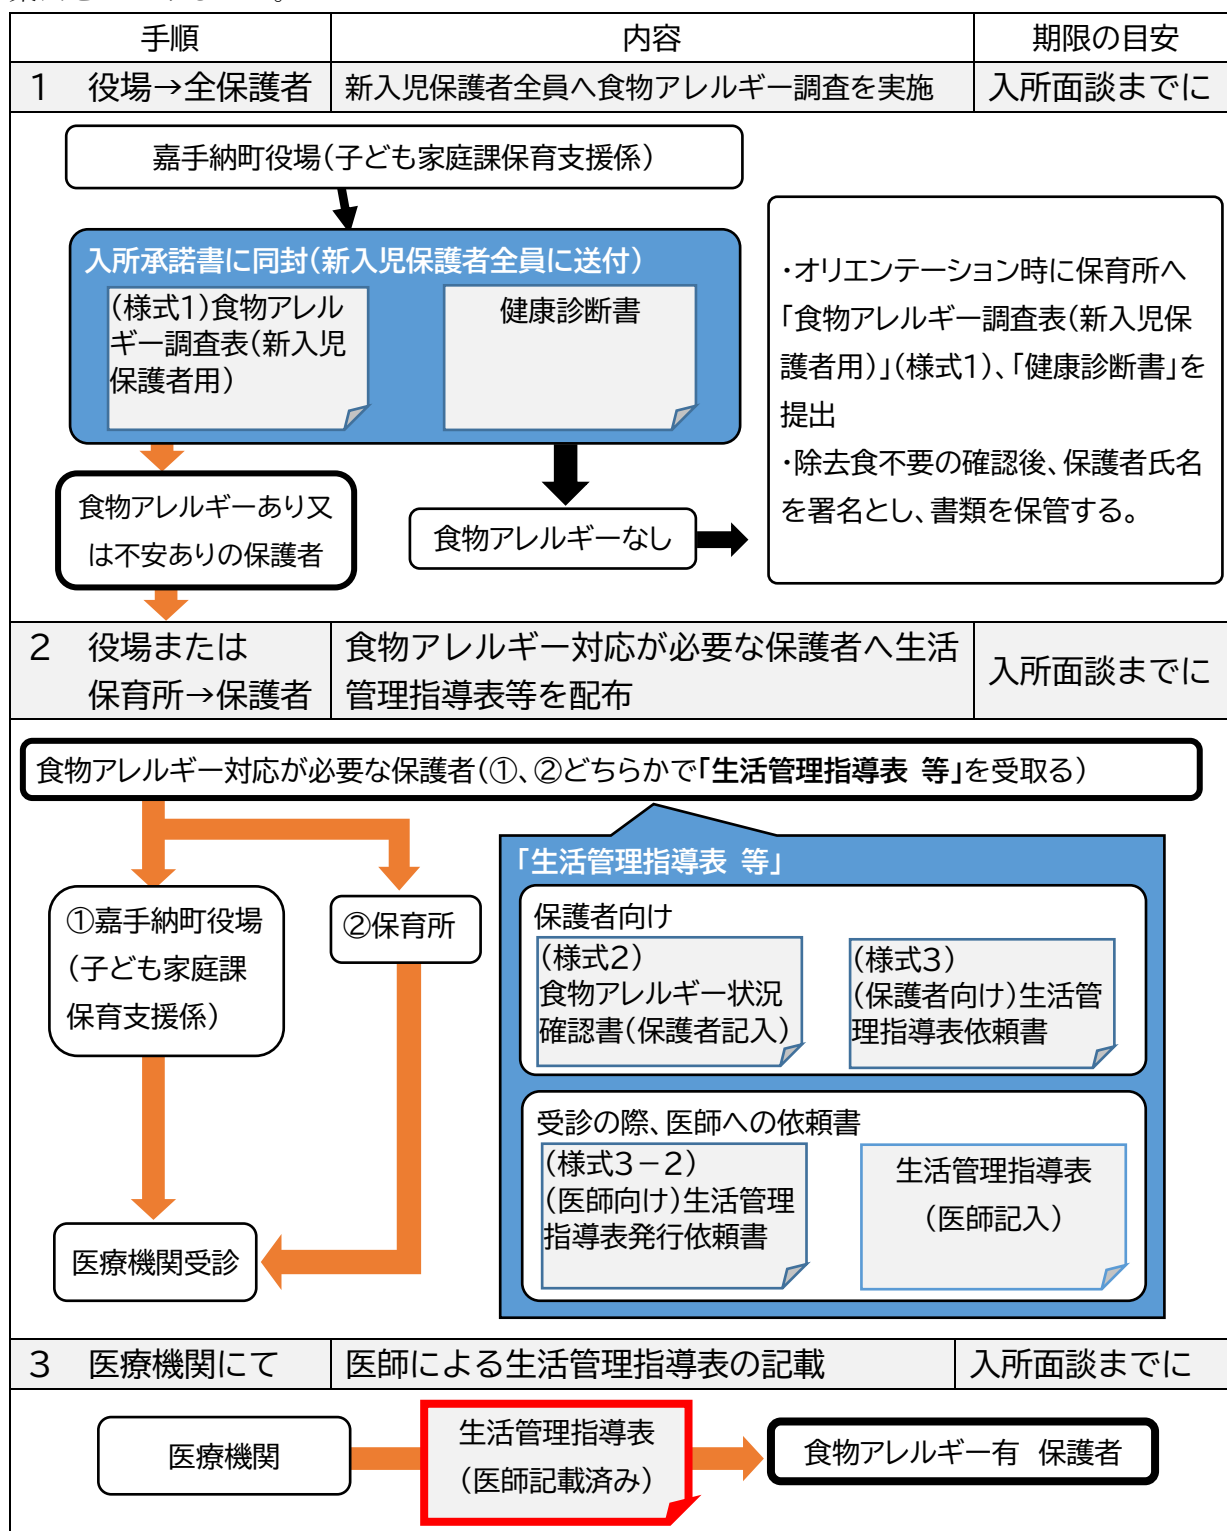 手順 内容 期限の目安
1 役場→全保護者 新入児保護者全員へ食物アレルギー調査を実施 入所面談までに
嘉手納町役場(子ども家庭課保育支援係)
入所承諾書に同封(新入児保護者全員に送付)
(様式1)食物アレル
ギー調査表(新入児
保護者用)
健康診断書
食物アレルギーあり又
は不安ありの保護者
食物アレルギーなし
・オリエンテーション時に保育所へ
「食物アレルギー調査表(新入児保
護者用)」(様式1)、「健康診断書」を
提出
・除去食不要の確認後、保護者氏名
を署名とし、書類を保管する。
2 役場または
保育所→保護者
食物アレルギー対応が必要な保護者へ生活
管理指導表等を配布
入所面談までに
食物アレルギー対応が必要な保護者(①、②どちらかで「生活管理指導表 等」を受取る)
①嘉手納町役場
(子ども家庭課
保育支援係)
②保育所
医療機関受診
「生活管理指導表 等」
保護者向け
(様式2)
食物アレルギー状況
確認書(保護者記入)
(様式3)
(保護者向け)生活管
理指導表依頼書
受診の際、医師への依頼書
(様式3-2)
(医師向け)生活管理
指導表発行依頼書
生活管理指導表
(医師記入)
3 医療機関にて 医師による生活管理指導表の記載 入所面談までに
医療機関
生活管理指導表
(医師記載済み)
食物アレルギー有 保護者